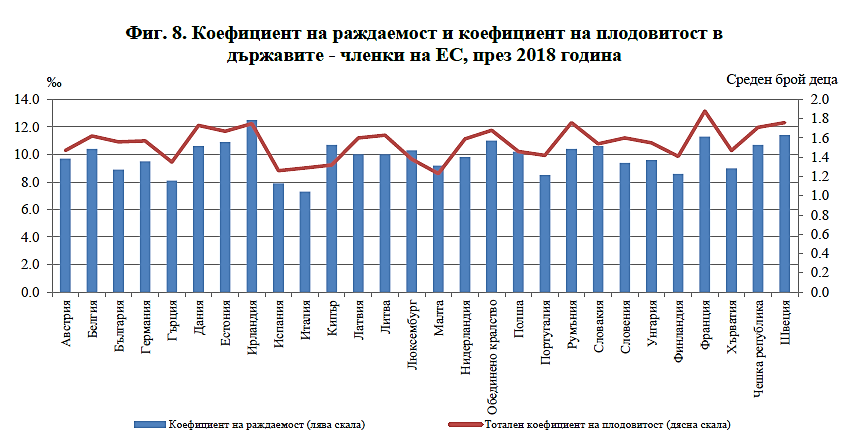 Фиг. 8. Коефициент на раждаемост и коефициент на плодовитост в
държавите - членки на ЕС, през 2018 година
‰
Среден брой деца
14.0
12.0
10.0
8.0
6.0
4.0
2.0
0.0
2.0
1.8
1.6
1.4
1.2
1.0
0.8
0.6
0.4
0.2
0.0
Австрия
Белгия
България
Германия
Гърция
Дания
Естония
Ирландия
Испания
Италия
Кипър
Латвия
Литва
Люксембург
Малта
Нидерландия
Обединено кралство
Полша
Португалия
Румъния
Словакия
Словения
Унгария
Финландия
Франция
Хърватия
Чешка република
Швеция
Коефициент на раждаемост (лява скала)
Тотален коефициент на плодовитост (дясна скала)